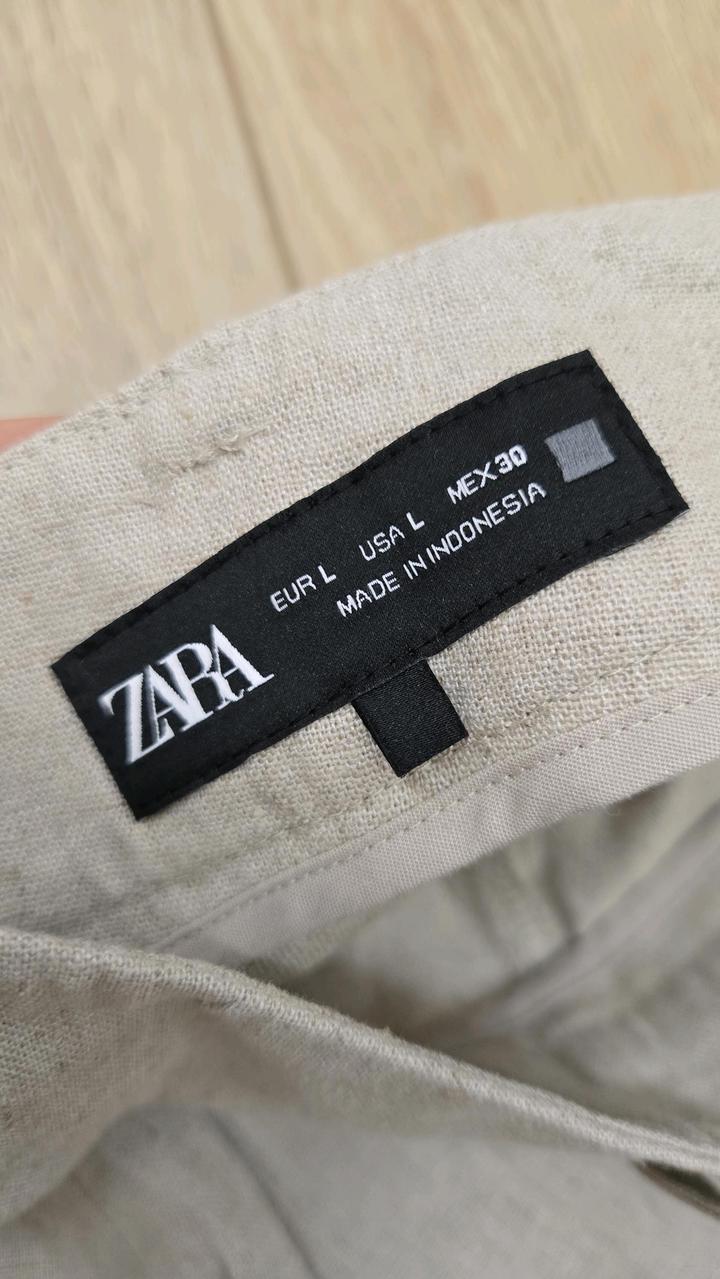 ZARA
EUR L USA L MEX 30
MADE IN INDONESIA